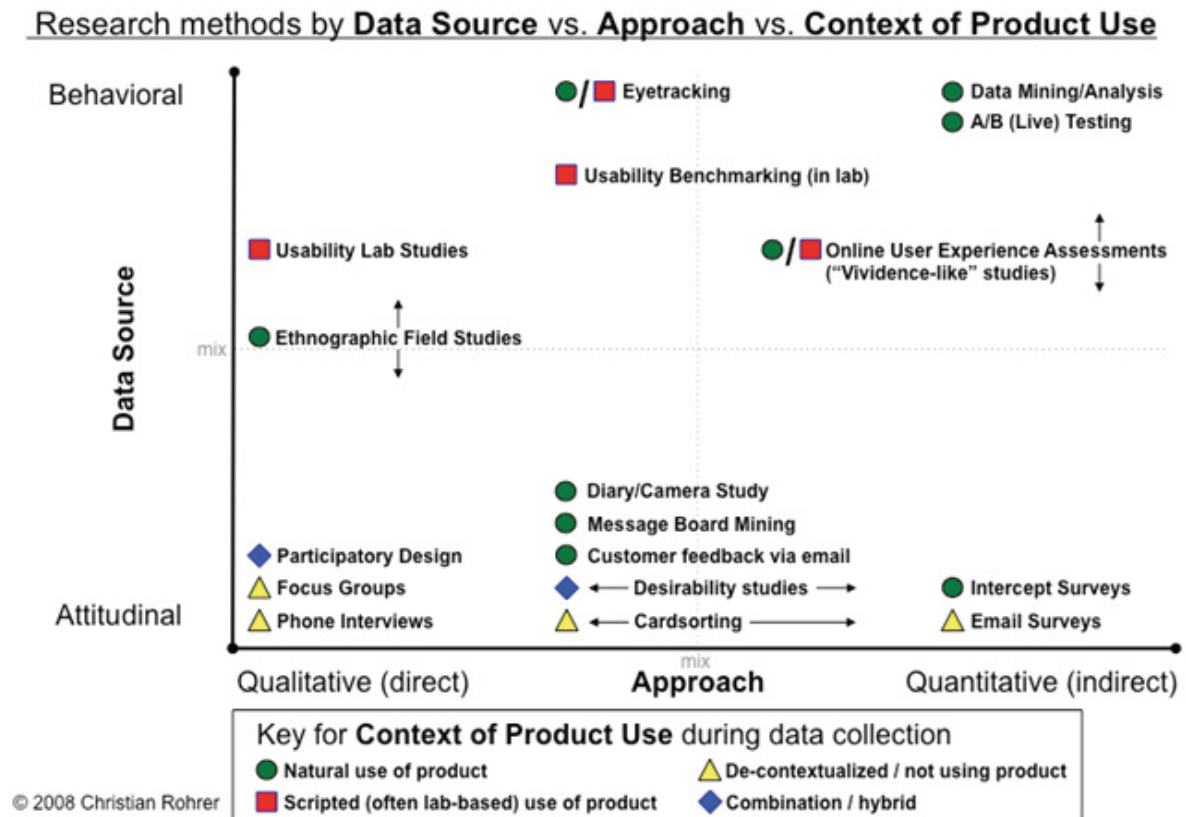 Research methods by Data Source vs. Approach vs. Context of Product Use
Behavioral
/ Eyetracking
Data Mining/Analysis
A/B (Live) Testing
Usability Benchmarking (in lab)
Usability Lab Studies
/ Online User Experience Assessments
("Vividence-like" studies)
Ethnographic Field Studies
mix
Data Source
Diary/Camera Study
Message Board Mining
Participatory Design
Customer feedback via email
Focus Groups
Desirability studies
Intercept Surveys
Attitudinal
Phone Interviews
Cardsorting
Email Surveys
mix
Qualitative (direct)
Approach
Quantitative (indirect)
Key for Context of Product Use during data collection
Natural use of product
De-contextualized / not using product
Scripted (often lab-based) use of product
Combination / hybrid
© 2008 Christian Rohrer